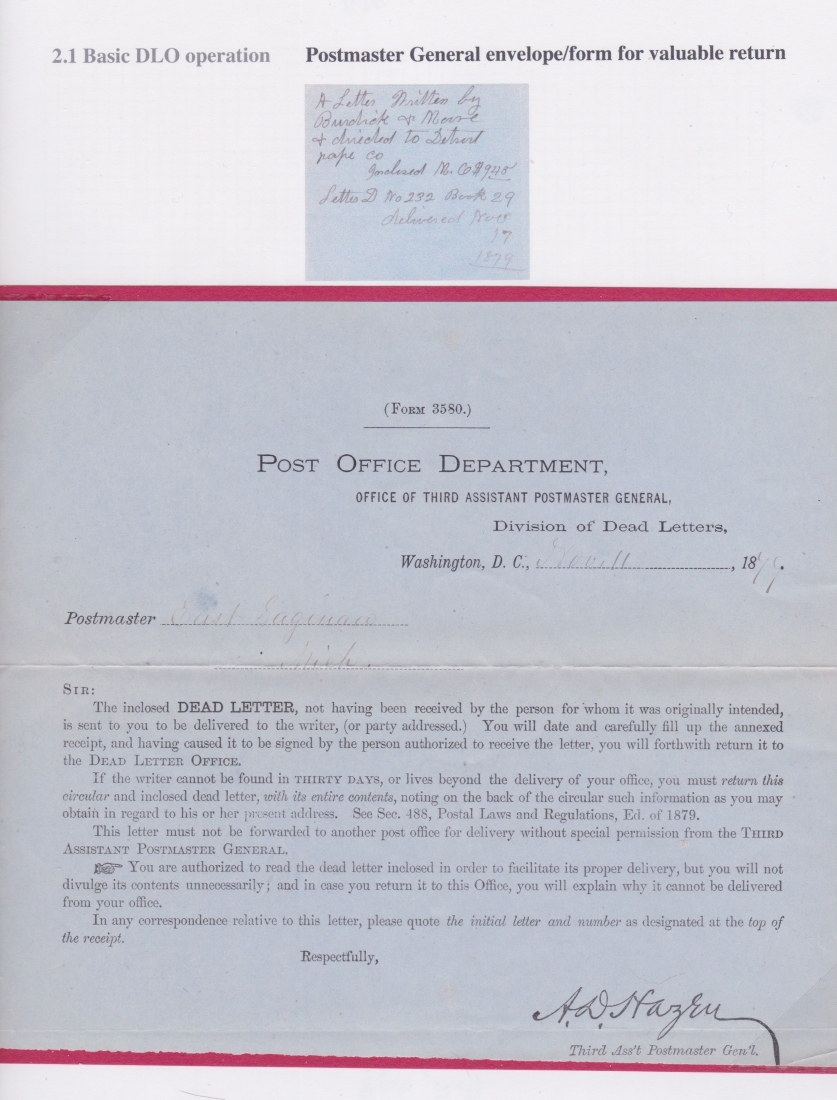 2.1 Basic DLO operation Postmaster General envelope/form for valuable return
A Letter Written by
Burdick & Moore
& directed to Detroit
pape co
Inclosed M. O $9
Letter D No 232 Book 29
delivered Nov
17
1879
(FORM 3580.)
POST OFFICE DEPARTMENT,
OFFICE OF THIRD ASSISTANT POSTMASTER GENERAL,
Division of Dead Letters,
Washington, D. C., Nov 11, 1879.
Postmaster East Saginaw
Mich.
SIR:
The inclosed DEAD LETTER, not having been received by the person for whom it was originally intended,
is sent to you to be delivered to the writer, (or party addressed.) You will date and carefully fill up the annexed
receipt, and having caused it to be signed by the person authorized to receive the letter, you will forthwith return it to
the DEAD LETTER OFFICE.
If the writer cannot be found in THIRTY DAYS, or lives beyond the delivery of your office, you must return this
circular and inclosed dead letter, with its entire contents, noting on the back of the circular such information as you may
obtain in regard to his or her present address. See Sec. 488, Postal Laws and Regulations, Ed. of 1879.
This letter must not be forwarded to another post office for delivery without special permission from the THIRD
ASSISTANT POSTMASTER GENERAL.
☞ You are authorized to read the dead letter inclosed in order to facilitate its proper delivery, but you will not
divulge its contents unnecessarily; and in case you return it to this Office, you will explain why it cannot be delivered
from your office.
In any correspondence relative to this letter, please quote the initial letter and number as designated at the top of
the receipt.
Respectfully,
A. D. Hazen
Third Ass't Postmaster Gen'l.